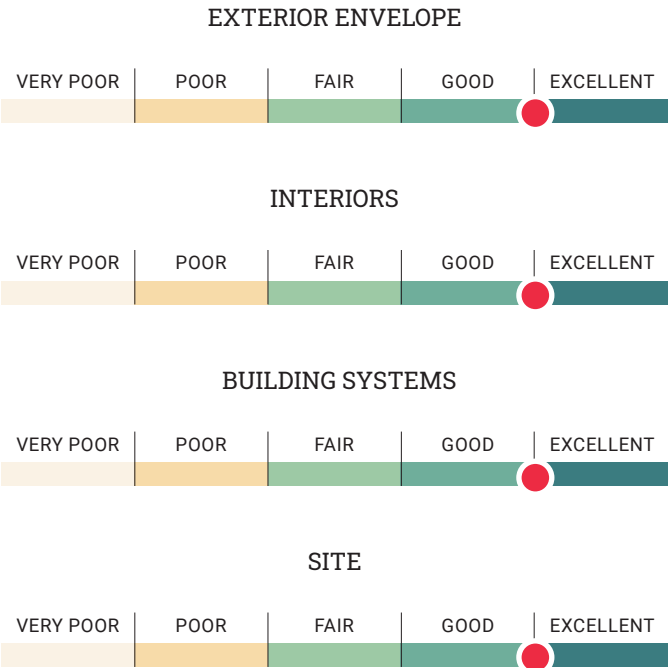 EXTERIOR ENVELOPE
VERY POOR POOR FAIR GOOD EXCELLENT
INTERIORS
VERY POOR POOR FAIR GOOD EXCELLENT
BUILDING SYSTEMS
VERY POOR POOR FAIR GOOD EXCELLENT
SITE
VERY POOR POOR FAIR GOOD EXCELLENT